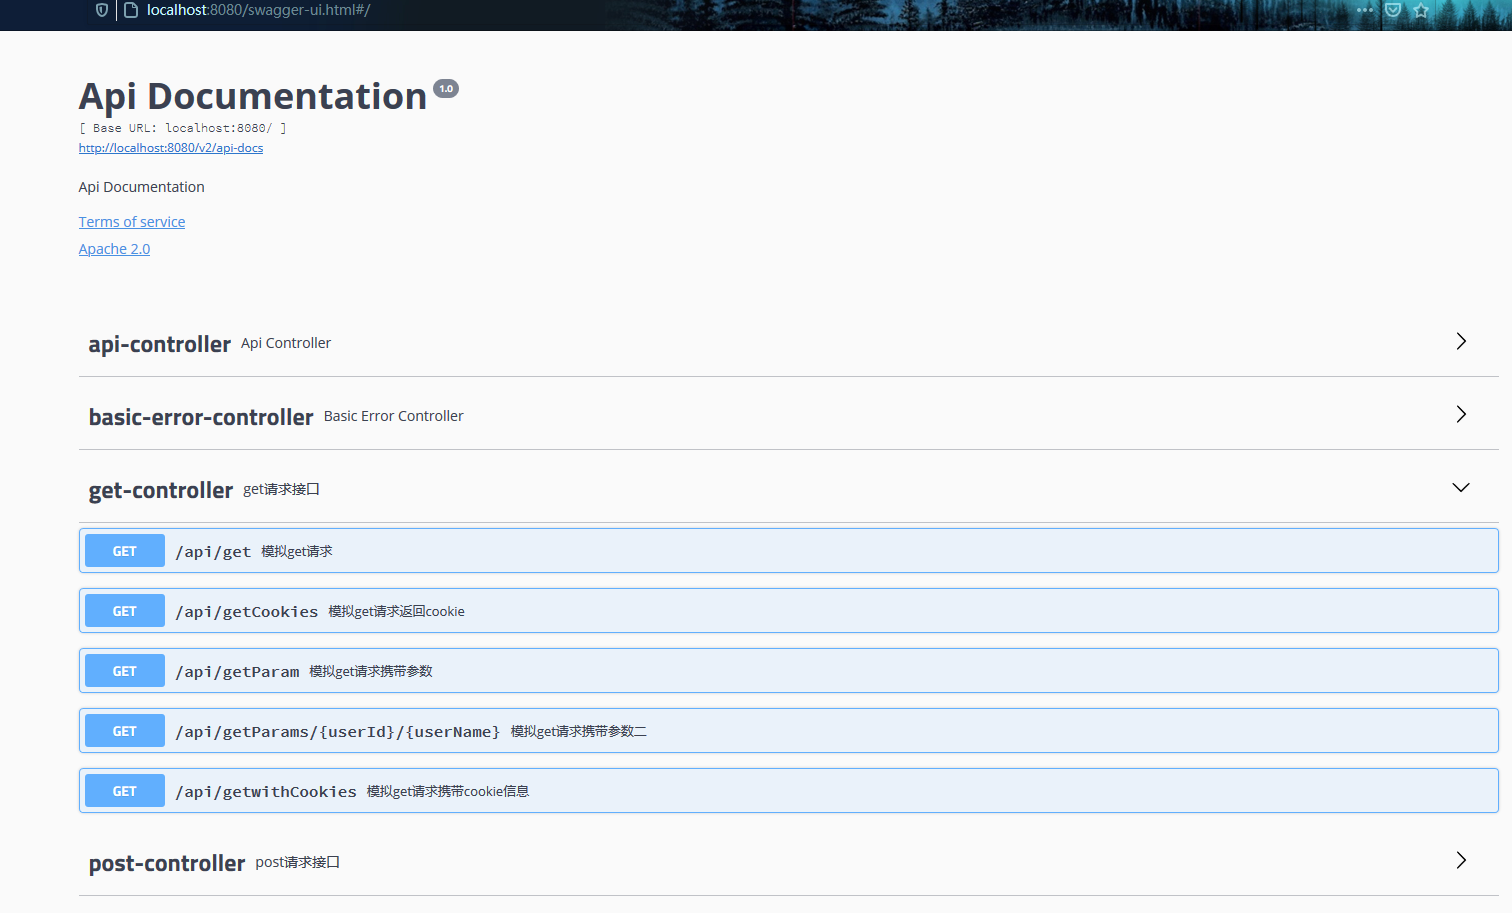 localhost:8080/swagger-ui.html#/
Api Documentation 1.0
[ Base URL: localhost:8080/ ]
http://localhost:8080/v2/api-docs
Api Documentation
Terms of service
Apache 2.0
api-controller Api Controller
basic-error-controller Basic Error Controller
get-controller get请求接口
GET /api/get 模拟get请求
GET /api/getCookies 模拟get请求返回cookie
GET /api/getParam 模拟get请求携带参数
GET /api/getParams/{userId}/{userName} 模拟get请求携带参数二
GET /api/getwithCookies 模拟get请求携带cookie信息
post-controller post请求接口